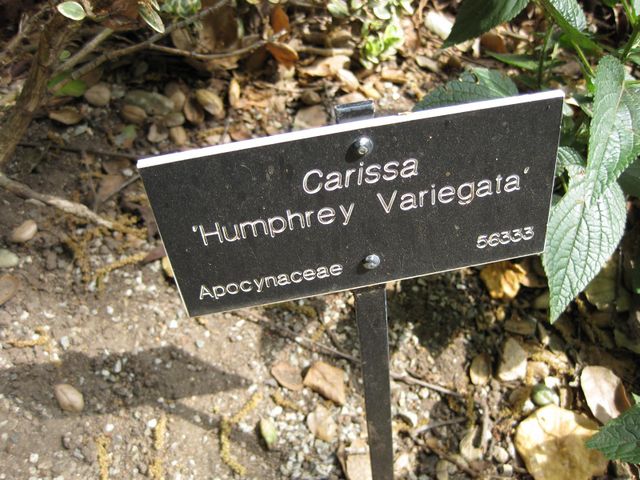 Carissa
'Humphrey Variegata'
Apocynaceae 56333